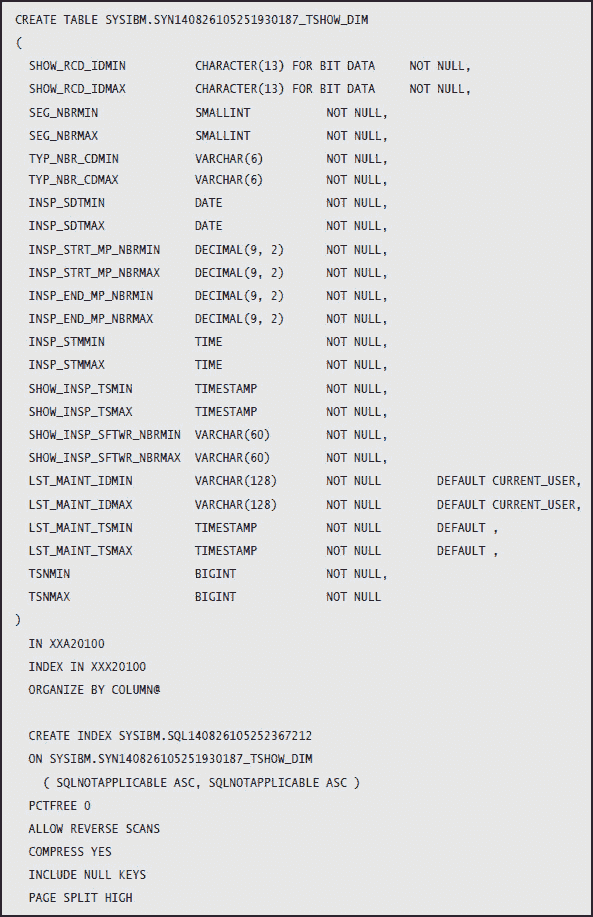 CREATE TABLE SYSIBM.SYN140826105251930187_TSHOW_DIM
(
SHOW_RCD_IDMIN CHARACTER(13) FOR BIT DATA NOT NULL,
SHOW_RCD_IDMAX CHARACTER(13) FOR BIT DATA NOT NULL,
SEG_NBRMIN SMALLINT NOT NULL,
SEG_NBRMAX SMALLINT NOT NULL,
TYP_NBR_CDMIN VARCHAR(6) NOT NULL,
TYP_NBR_CDMAX VARCHAR(6) NOT NULL,
INSP_SDTMIN DATE NOT NULL,
INSP_SDTMAX DATE NOT NULL,
INSP_STRT_MP_NBRMIN DECIMAL(9, 2) NOT NULL,
INSP_STRT_MP_NBRMAX DECIMAL(9, 2) NOT NULL,
INSP_END_MP_NBRMIN DECIMAL(9, 2) NOT NULL,
INSP_END_MP_NBRMAX DECIMAL(9, 2) NOT NULL,
INSP_STMMIN TIME NOT NULL,
INSP_STMMAX TIME NOT NULL,
SHOW_INSP_TSMIN TIMESTAMP NOT NULL,
SHOW_INSP_TSMAX TIMESTAMP NOT NULL,
SHOW_INSP_SFTWR_NBRMIN VARCHAR(60) NOT NULL,
SHOW_INSP_SFTWR_NBRMAX VARCHAR(60) NOT NULL,
LST_MAINT_IDMIN VARCHAR(128) NOT NULL DEFAULT CURRENT_USER,
LST_MAINT_IDMAX VARCHAR(128) NOT NULL DEFAULT CURRENT_USER,
LST_MAINT_TSMIN TIMESTAMP NOT NULL DEFAULT ,
LST_MAINT_TSMAX TIMESTAMP NOT NULL DEFAULT ,
TSNMIN BIGINT NOT NULL,
TSNMAX BIGINT NOT NULL
)
IN XXA20100
INDEX IN XXX20100
ORGANIZE BY COLUMN@
CREATE INDEX SYSIBM.SQL140826105252367212
ON SYSIBM.SYN140826105251930187_TSHOW_DIM
( SQLNOTAPPLICABLE ASC, SQLNOTAPPLICABLE ASC )
PCTFREE 0
ALLOW REVERSE SCANS
COMPRESS YES
INCLUDE NULL KEYS
PAGE SPLIT HIGH